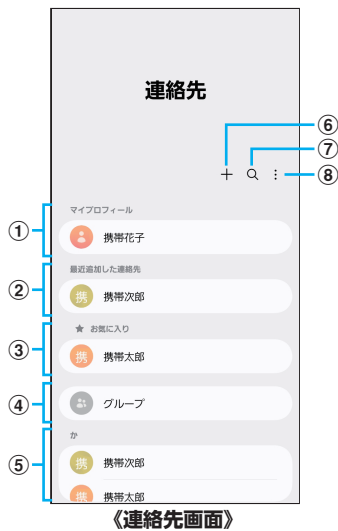 連絡先
⑥
⑦
⑧
マイプロフィール
①
携帯花子
最近追加した連絡先
②
携 携帯次郎
★ お気に入り
③
携 携帯太郎
④
グループ
か
⑤
携 携帯次郎
携 携帯太郎
《連絡先画面》